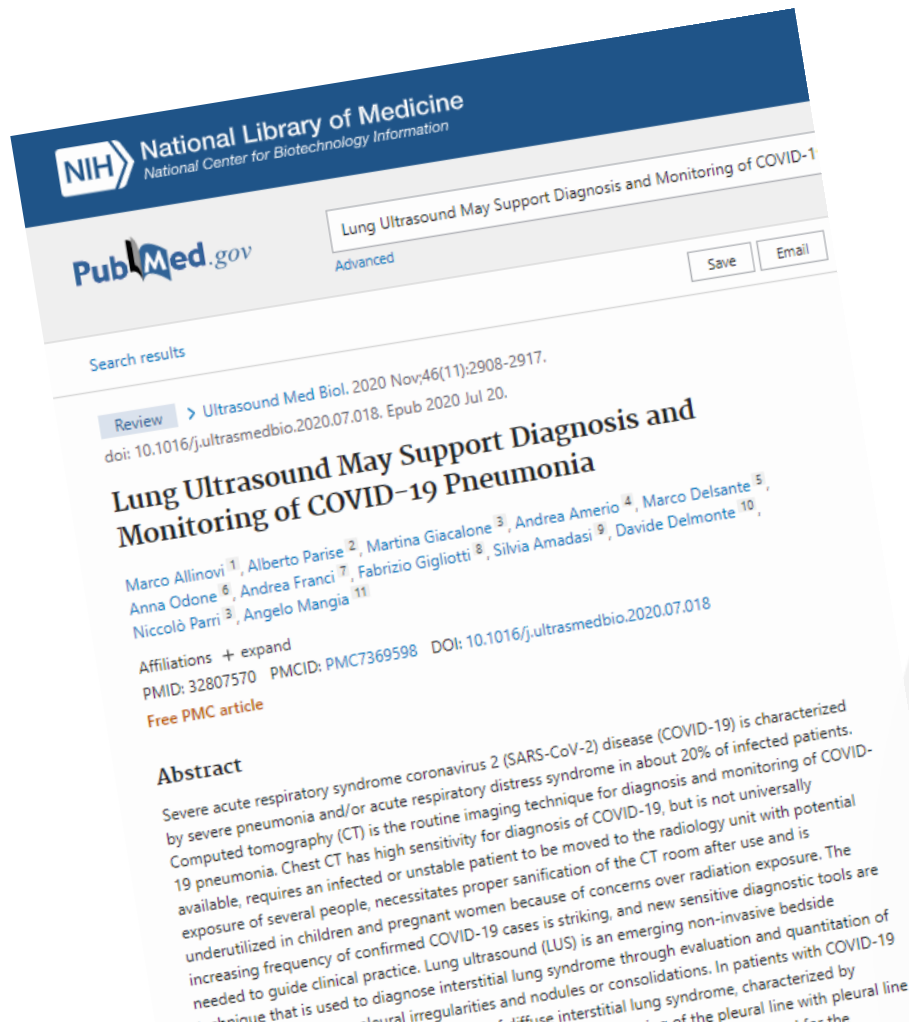 NIH
National Library of Medicine
National Center for Biotechnology Information
PubMed.gov
Lung Ultrasound May Support Diagnosis and Monitoring of COVID-1
Advanced
Save
Email
Search results
Review
> Ultrasound Med Biol. 2020 Nov;46(11):2908-2917.
doi: 10.1016/j.ultrasmedbio.2020.07.018. Epub 2020 Jul 20.
Lung Ultrasound May Support Diagnosis and
Monitoring of COVID-19 Pneumonia
Marco Allinovi 1, Alberto Parise 2, Martina Giacalone 3, Andrea Amerio 4, Marco Delsante 5,
Anna Odone 6, Andrea Franci 7, Fabrizio Gigliotti 8, Silvia Amadasi 9, Davide Delmonte 10,
Niccolò Parri 3, Angelo Mangia 11
Affiliations + expand
PMID: 32807570 PMCID: PMC7369598 DOI: 10.1016/j.ultrasmedbio.2020.07.018
Free PMC article
Abstract
Severe acute respiratory syndrome coronavirus 2 (SARS-CoV-2) disease (COVID-19) is characterized
by severe pneumonia and/or acute respiratory distress syndrome in about 20% of infected patients.
Computed tomography (CT) is the routine imaging technique for diagnosis and monitoring of COVID-
19 pneumonia. Chest CT has high sensitivity for diagnosis of COVID-19, but is not universally
available, requires an infected or unstable patient to be moved to the radiology unit with potential
exposure of several people, necessitates proper sanification of the CT room after use and is
underutilized in children and pregnant women because of concerns over radiation exposure. The
increasing frequency of confirmed COVID-19 cases is striking, and new sensitive diagnostic tools are
needed to guide clinical practice. Lung ultrasound (LUS) is an emerging non-invasive bedside
technique that is used to diagnose interstitial lung syndrome through evaluation and quantitation of
pleural irregularities and nodules or consolidations. In patients with COVID-19
diffuse interstitial lung syndrome, characterized by
of the pleural line with pleural line
for the